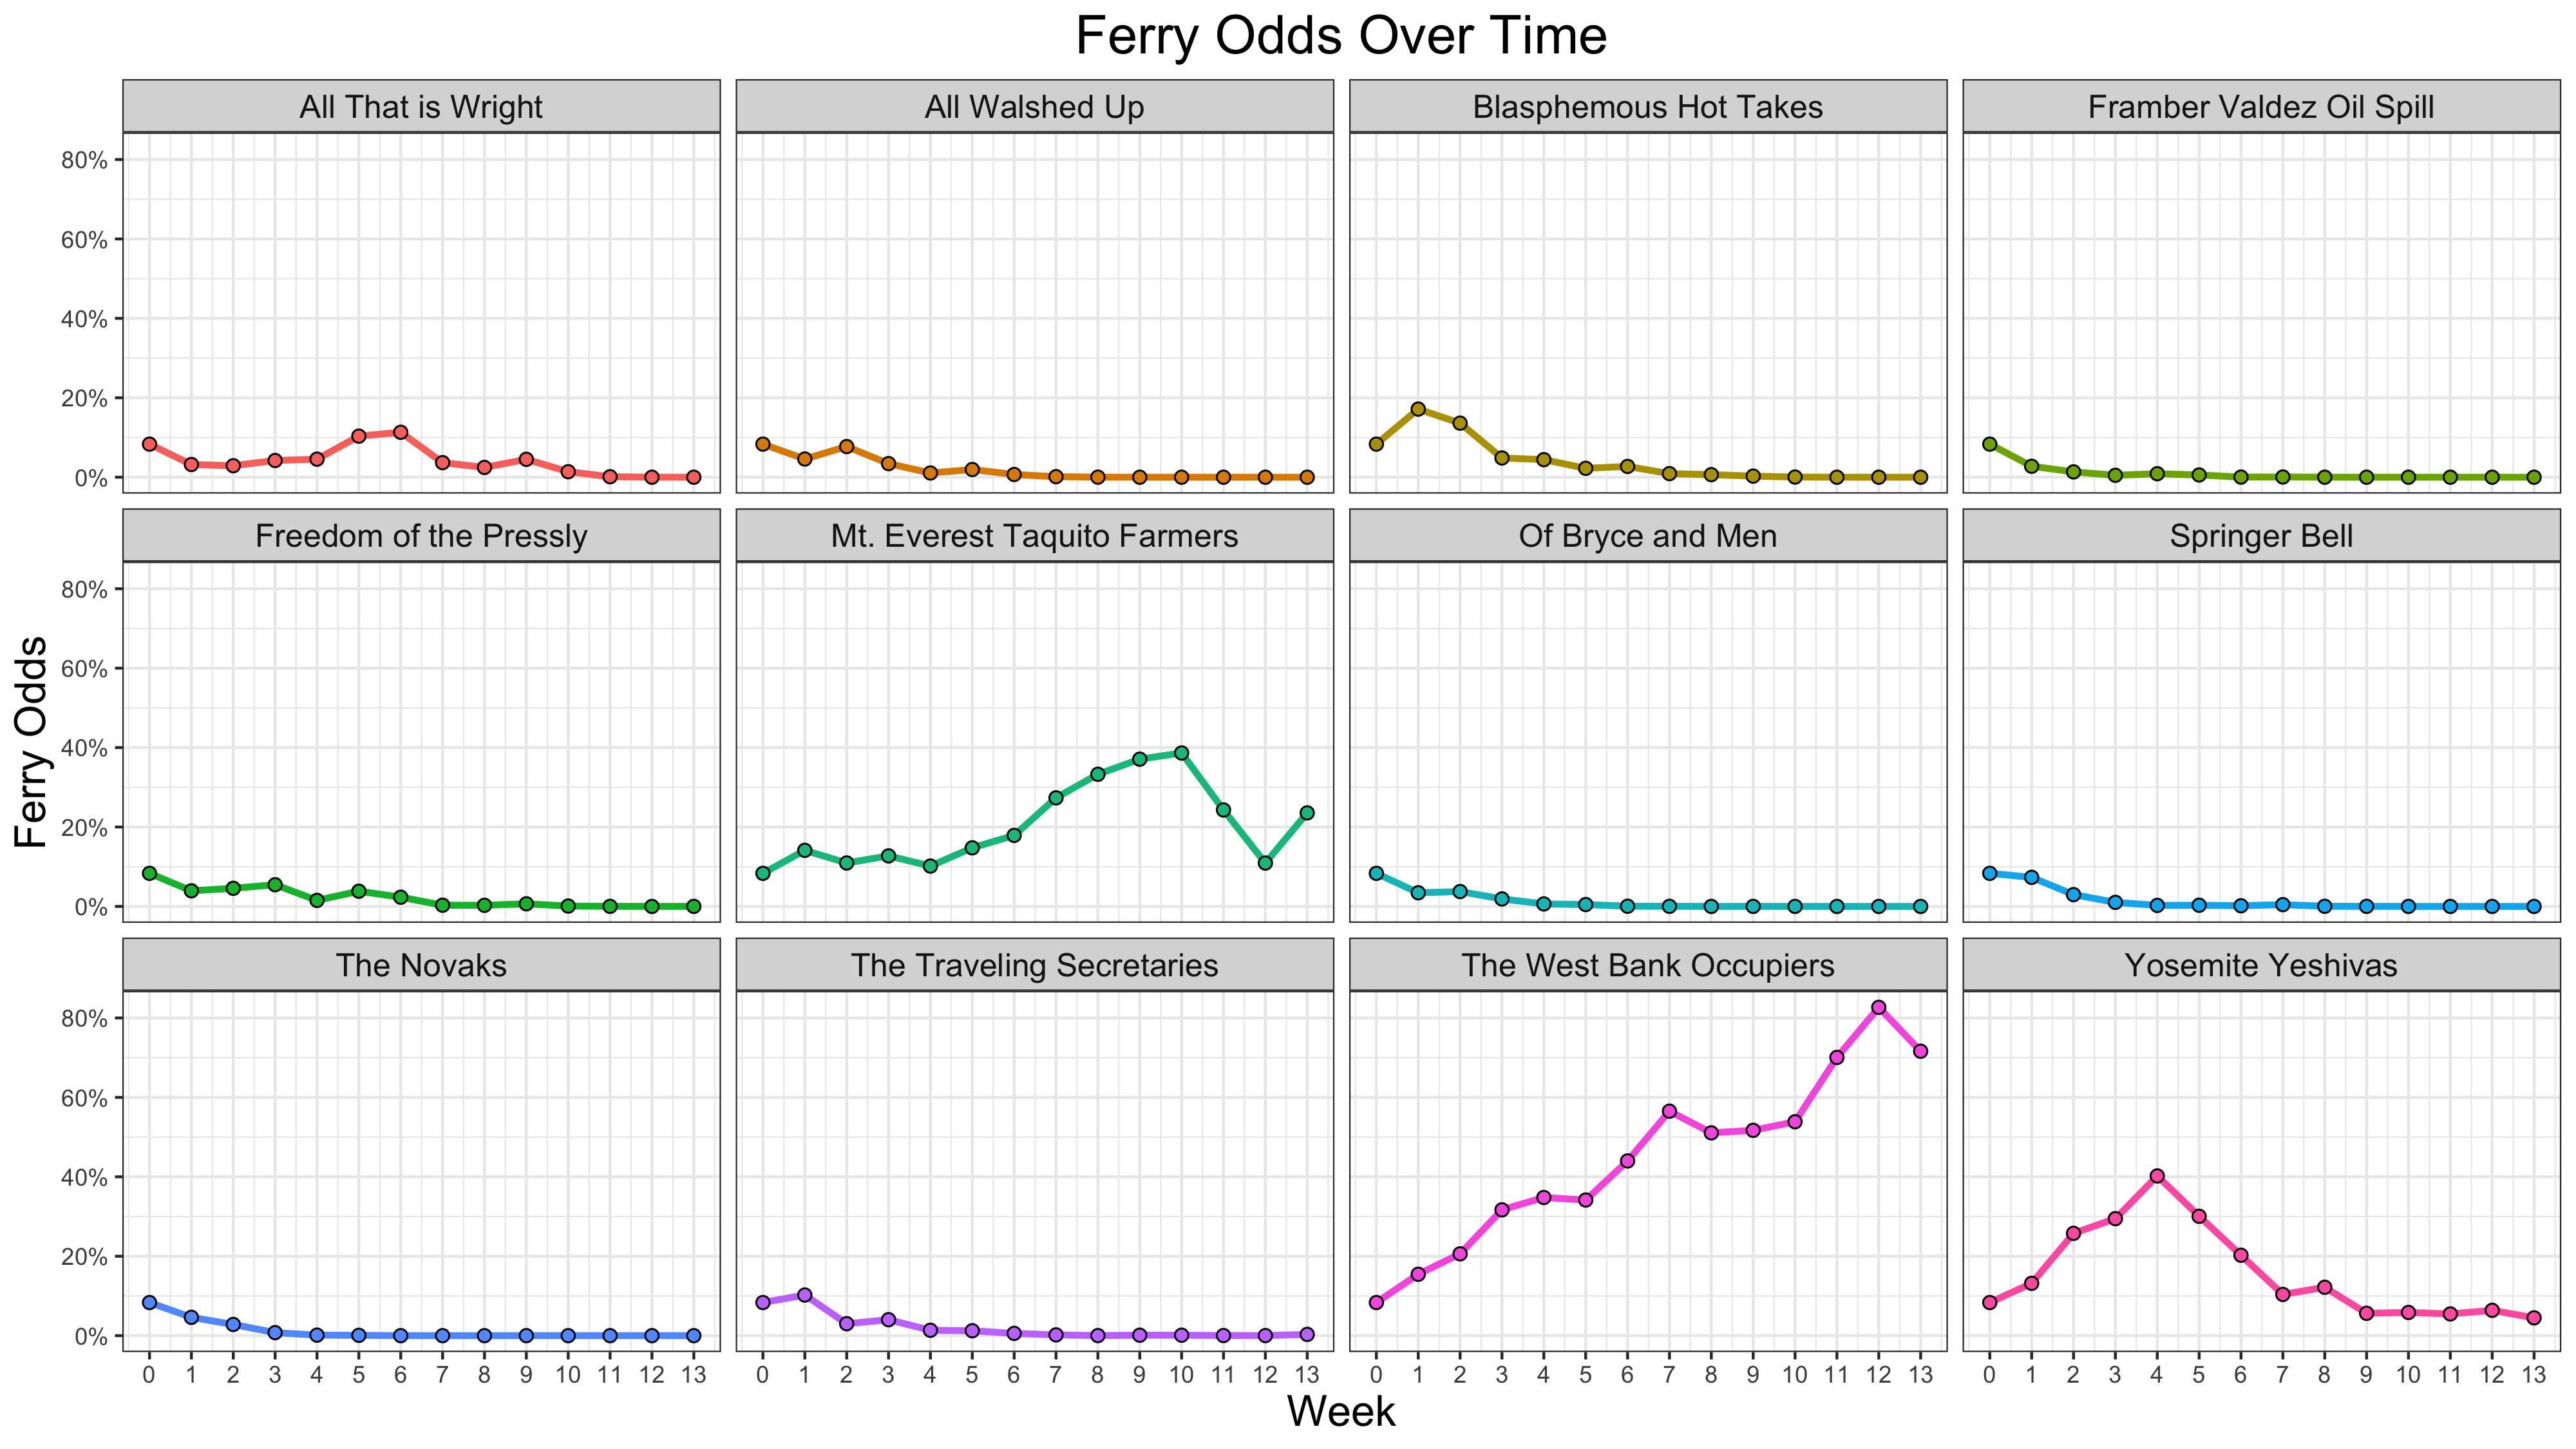 Ferry Odds Over Time
All That is Wright
All Walshed Up
Blasphemous Hot Takes
Framber Valdez Oil Spill
80%
60%
40%
20%
0%
Freedom of the Pressly
Mt. Everest Taquito Farmers
Of Bryce and Men
Springer Bell
80%
60%
40%
20%
0%
Ferry Odds
The Novaks
The Traveling Secretaries
The West Bank Occupiers
Yosemite Yeshivas
80%
60%
40%
20%
0%
0 1 2 3 4 5 6 7 8 9 10 11 12 13
0 1 2 3 4 5 6 7 8 9 10 11 12 13
0 1 2 3 4 5 6 7 8 9 10 11 12 13
0 1 2 3 4 5 6 7 8 9 10 11 12 13
Week